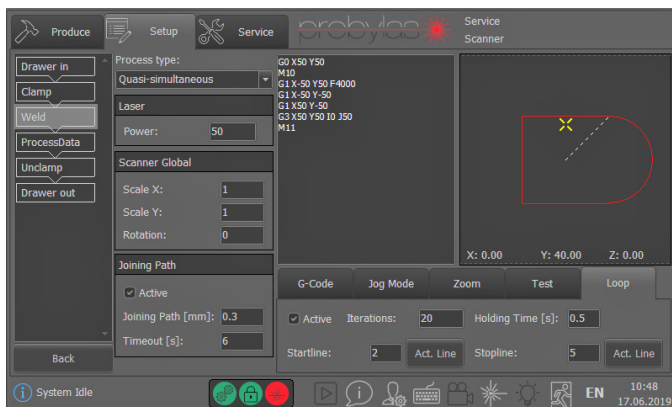 Produce
Setup
Service
probylas
Service
Scanner
Drawer in
Clamp
Weld
ProcessData
Unclamp
Drawer out
Back
Process type:
Quasi-simultaneous
Laser
Power: 50
Scanner Global
Scale X: 1
Scale Y: 1
Rotation: 0
Joining Path
Active
Joining Path [mm]: 0.3
Timeout [s]: 6
G0 X50 Y50
M10
G1 X-50 Y50 F4000
G1 X-50 Y-50
G1 X50 Y-50
G3 X50 Y50 I0 J50
M11
X: 0.00 Y: 40.00 Z: 0.00
G-Code Jog Mode Zoom Test Loop
Active Iterations: 20 Holding Time [s]: 0.5
Startline: 2 Act. Line Stopline: 5 Act. Line
System Idle
EN
10:48
17.06.2019